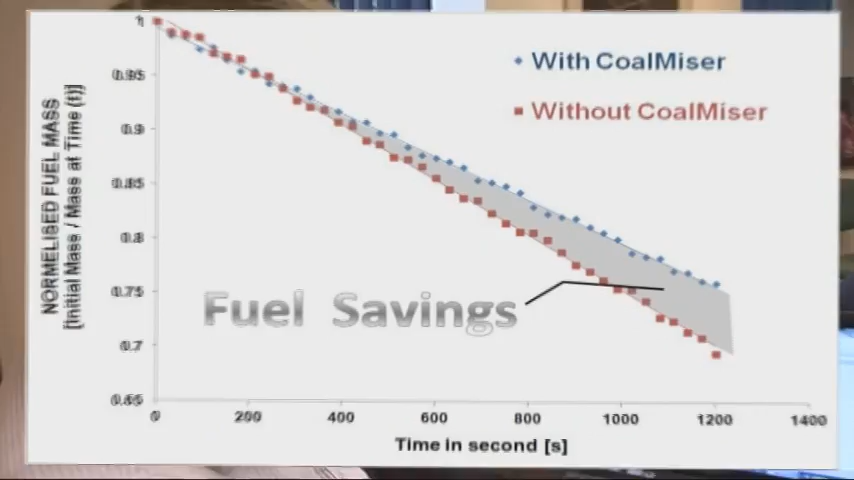 1
0.95
0.9
0.85
0.8
0.75
0.7
0.65
0
200
400
600
800
1000
1200
1400
NORMELISED FUEL MASS
[Initial Mass / Mass at Time (t)]
Time in second [s]
With CoalMiser
Without CoalMiser
Fuel Savings